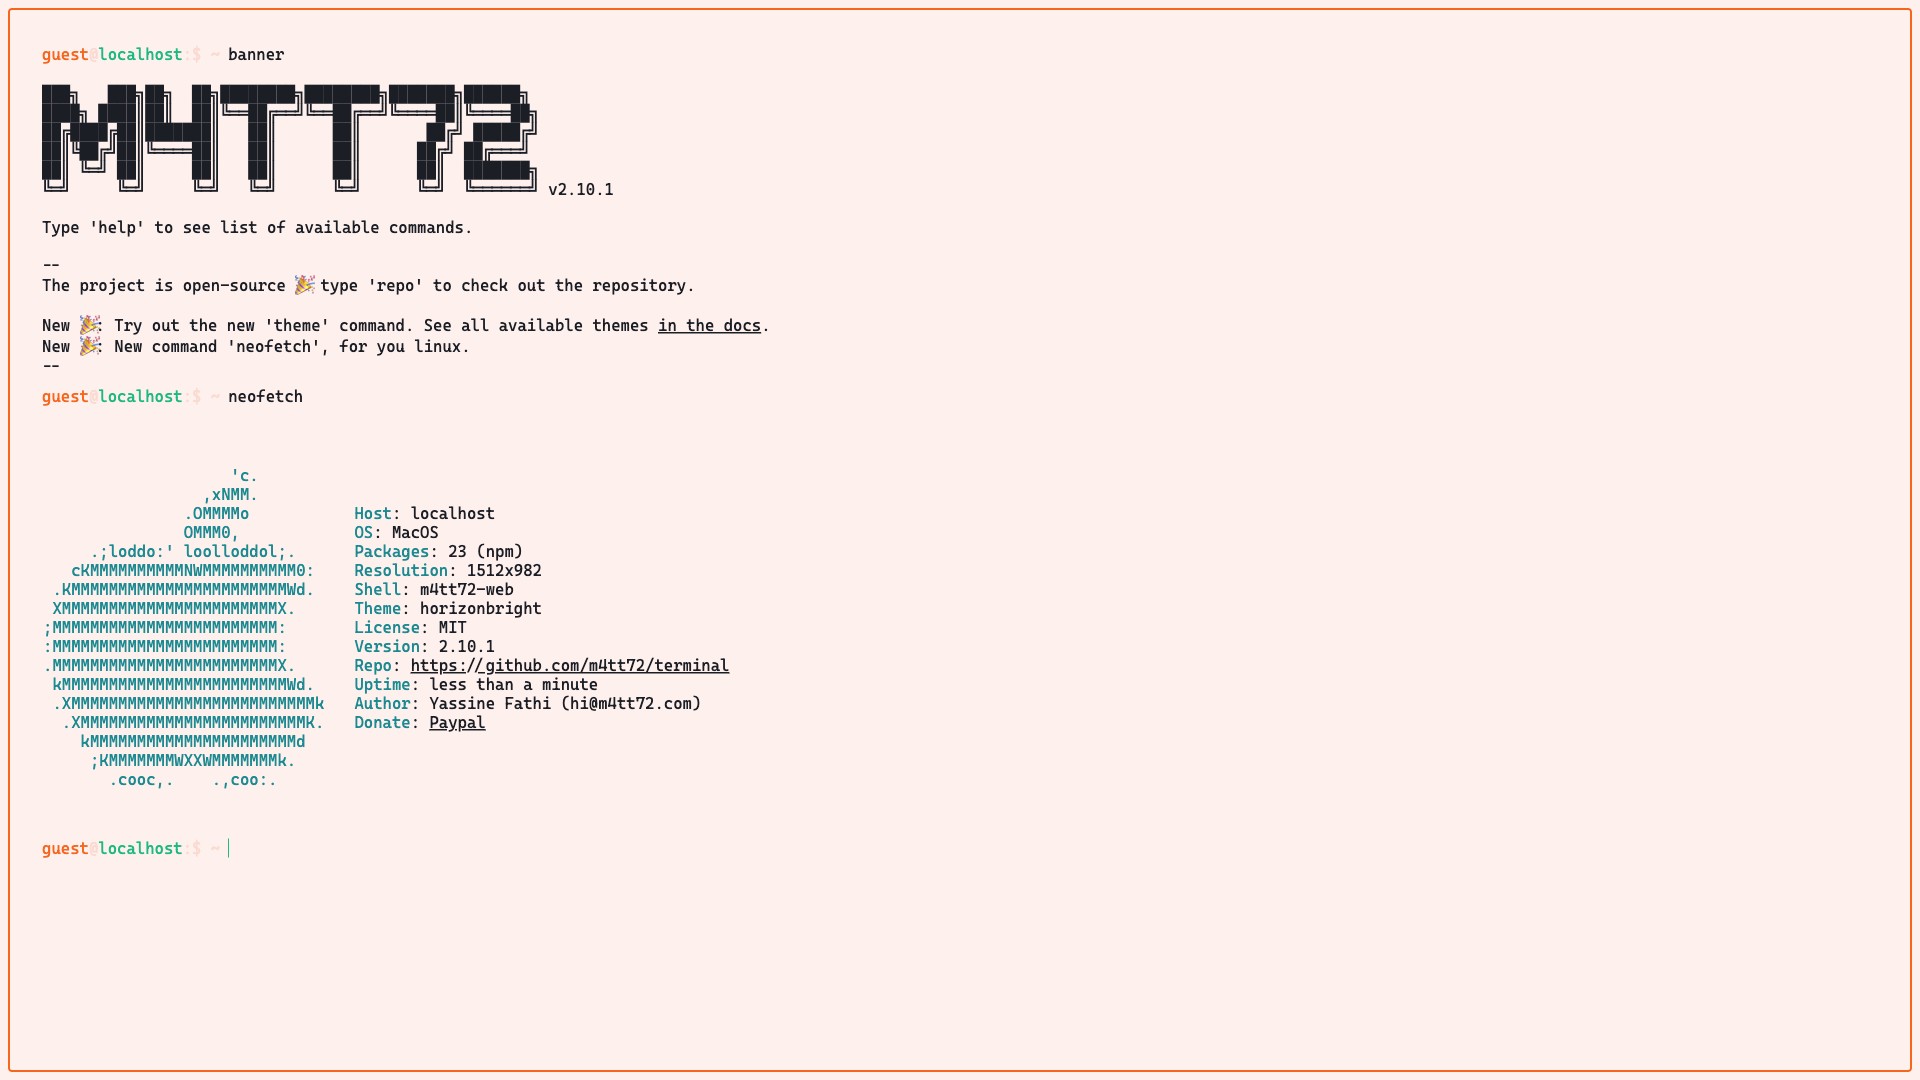 guest@localhost:$ ~ banner
M4TT72 v2.10.1
Type 'help' to see list of available commands.
--
The project is open-source 🎉 type 'repo' to check out the repository.
New 🎉: Try out the new 'theme' command. See all available themes in the docs.
New 🎉: New command 'neofetch', for you linux.
--
guest@localhost:$ ~ neofetch
'c.
,xNMM.
.OMMMMo Host: localhost
OMMM0, OS: MacOS
.;loddo:' loolloddol;. Packages: 23 (npm)
cKMMMMMMMMMMNWMMMMMMMMMM0: Resolution: 1512x982
.KMMMMMMMMMMMMMMMMMMMMMMMWd. Shell: m4tt72-web
XMMMMMMMMMMMMMMMMMMMMMMMX. Theme: horizonbright
;MMMMMMMMMMMMMMMMMMMMMMMM: License: MIT
:MMMMMMMMMMMMMMMMMMMMMMMM: Version: 2.10.1
.MMMMMMMMMMMMMMMMMMMMMMMMX. Repo: https://github.com/m4tt72/terminal
kMMMMMMMMMMMMMMMMMMMMMMMMWd. Uptime: less than a minute
.XMMMMMMMMMMMMMMMMMMMMMMMMMMk Author: Yassine Fathi (hi@m4tt72.com)
.XMMMMMMMMMMMMMMMMMMMMMMMMK. Donate: Paypal
kMMMMMMMMMMMMMMMMMMMMMMd
;KMMMMMMMWXXWMMMMMMMk.
.cooc,. .,coo:.
guest@localhost:$ ~